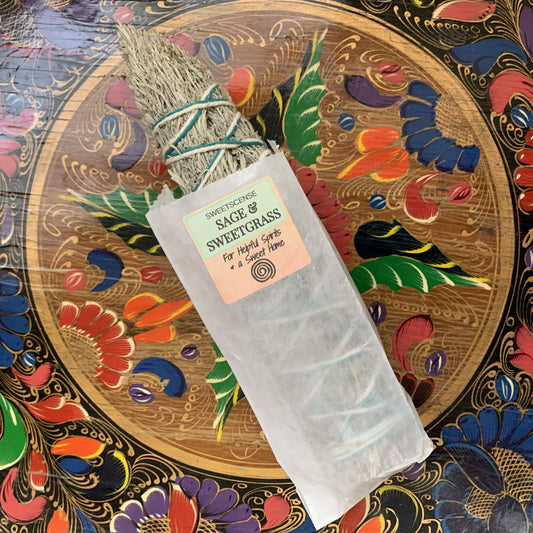 SWEETSCENSE
SAGE &
SWEETGRASS
For Helpful Spirits
& a Sweet Home